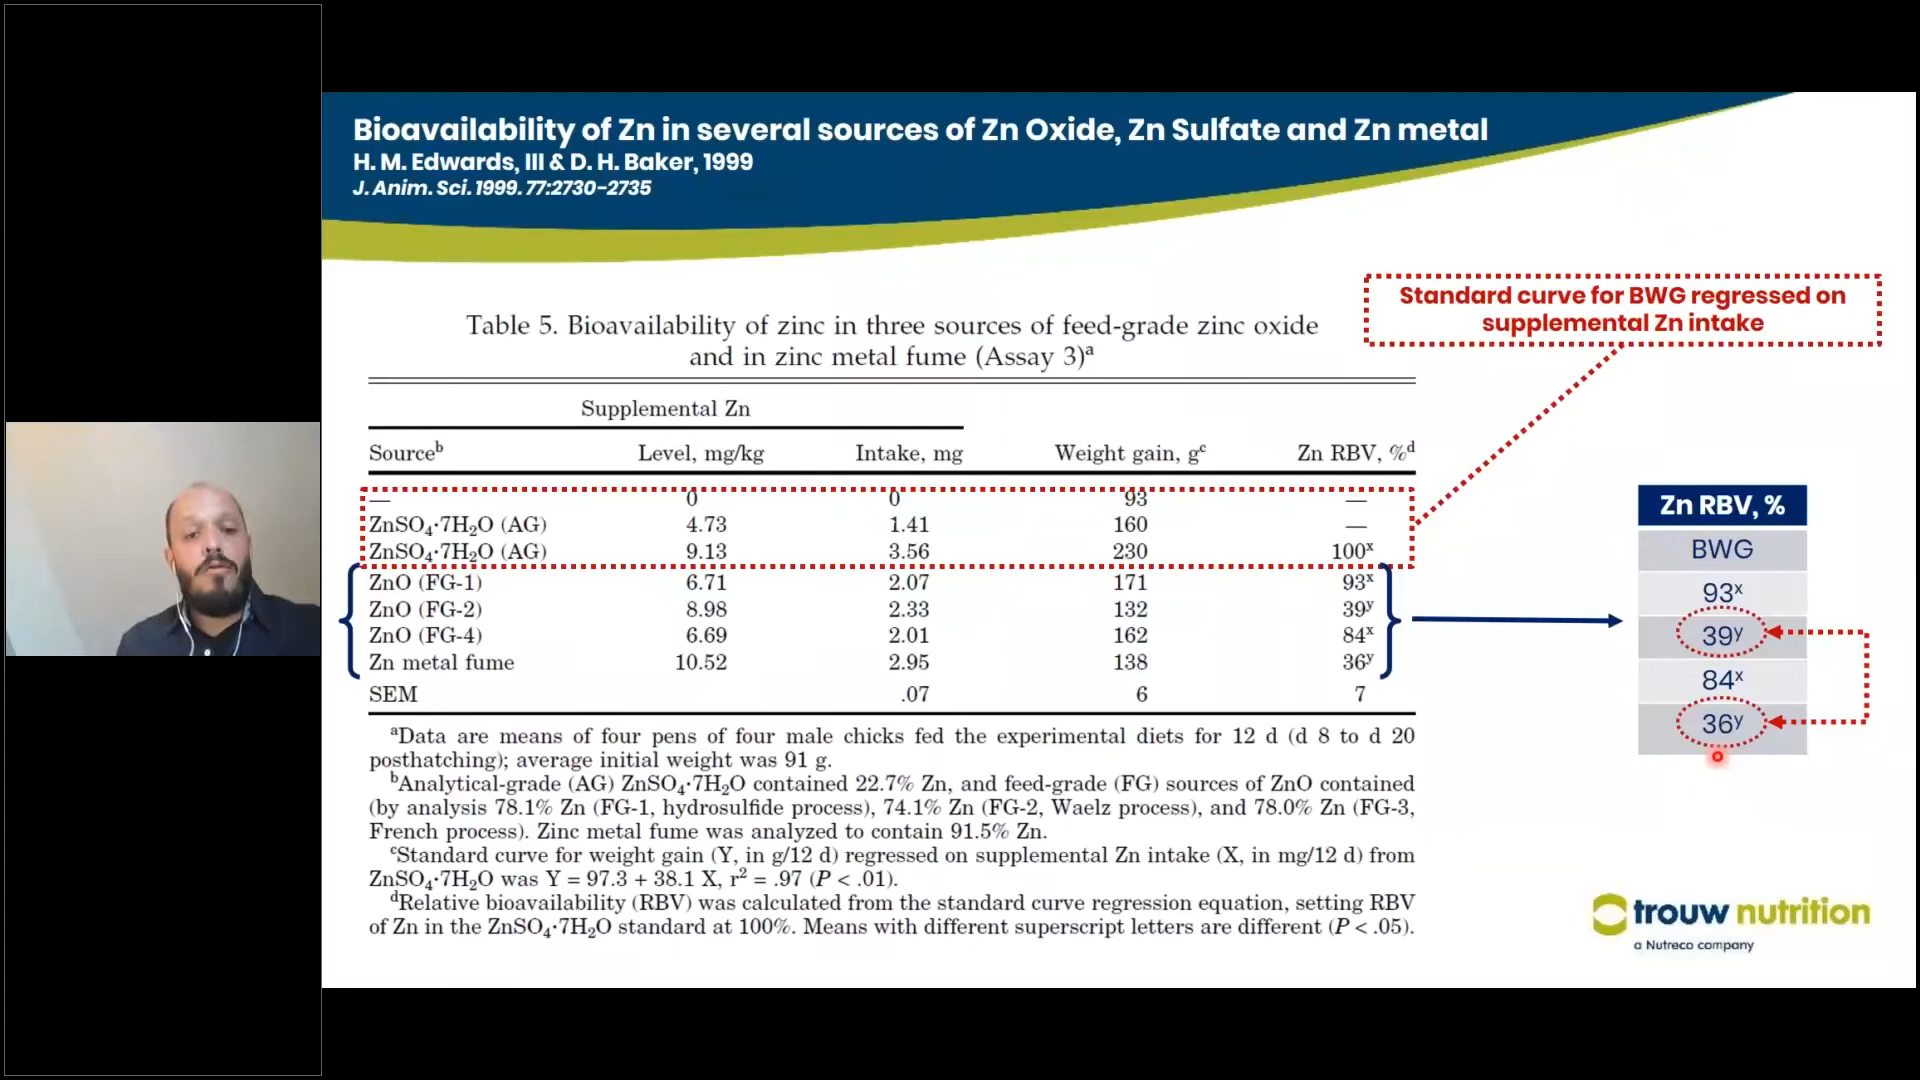 Bioavailability of Zn in several sources of Zn Oxide, Zn Sulfate and Zn metal
H. M. Edwards, III & D. H. Baker, 1999
J. Anim. Sci. 1999. 77:2730–2735
Standard curve for BWG regressed on
supplemental Zn intake
Table 5. Bioavailability of zinc in three sources of feed-grade zinc oxide
and in zinc metal fume (Assay 3)ᵃ
Supplemental Zn
Sourceᵇ Level, mg/kg Intake, mg Weight gain, gᶜ Zn RBV, %ᵈ
— 0 0 93 —
ZnSO₄·7H₂O (AG) 4.73 1.41 160 —
ZnSO₄·7H₂O (AG) 9.13 3.56 230 100ˣ
ZnO (FG-1) 6.71 2.07 171 93ˣ
ZnO (FG-2) 8.98 2.33 132 39ʸ
ZnO (FG-4) 6.69 2.01 162 84ˣ
Zn metal fume 10.52 2.95 138 36ʸ
SEM .07 6 7
ᵃData are means of four pens of four male chicks fed the experimental diets for 12 d (d 8 to d 20
posthatching); average initial weight was 91 g.
ᵇAnalytical-grade (AG) ZnSO₄·7H₂O contained 22.7% Zn, and feed-grade (FG) sources of ZnO contained
(by analysis 78.1% Zn (FG-1, hydrosulfide process), 74.1% Zn (FG-2, Waelz process), and 78.0% Zn (FG-3,
French process). Zinc metal fume was analyzed to contain 91.5% Zn.
ᶜStandard curve for weight gain (Y, in g/12 d) regressed on supplemental Zn intake (X, in mg/12 d) from
ZnSO₄·7H₂O was Y = 97.3 + 38.1 X, r² = .97 (P < .01).
ᵈRelative bioavailability (RBV) was calculated from the standard curve regression equation, setting RBV
of Zn in the ZnSO₄·7H₂O standard at 100%. Means with different superscript letters are different (P < .05).
Zn RBV, %
BWG
93ˣ
39ʸ
84ˣ
36ʸ
trouw nutrition
a Nutreco company